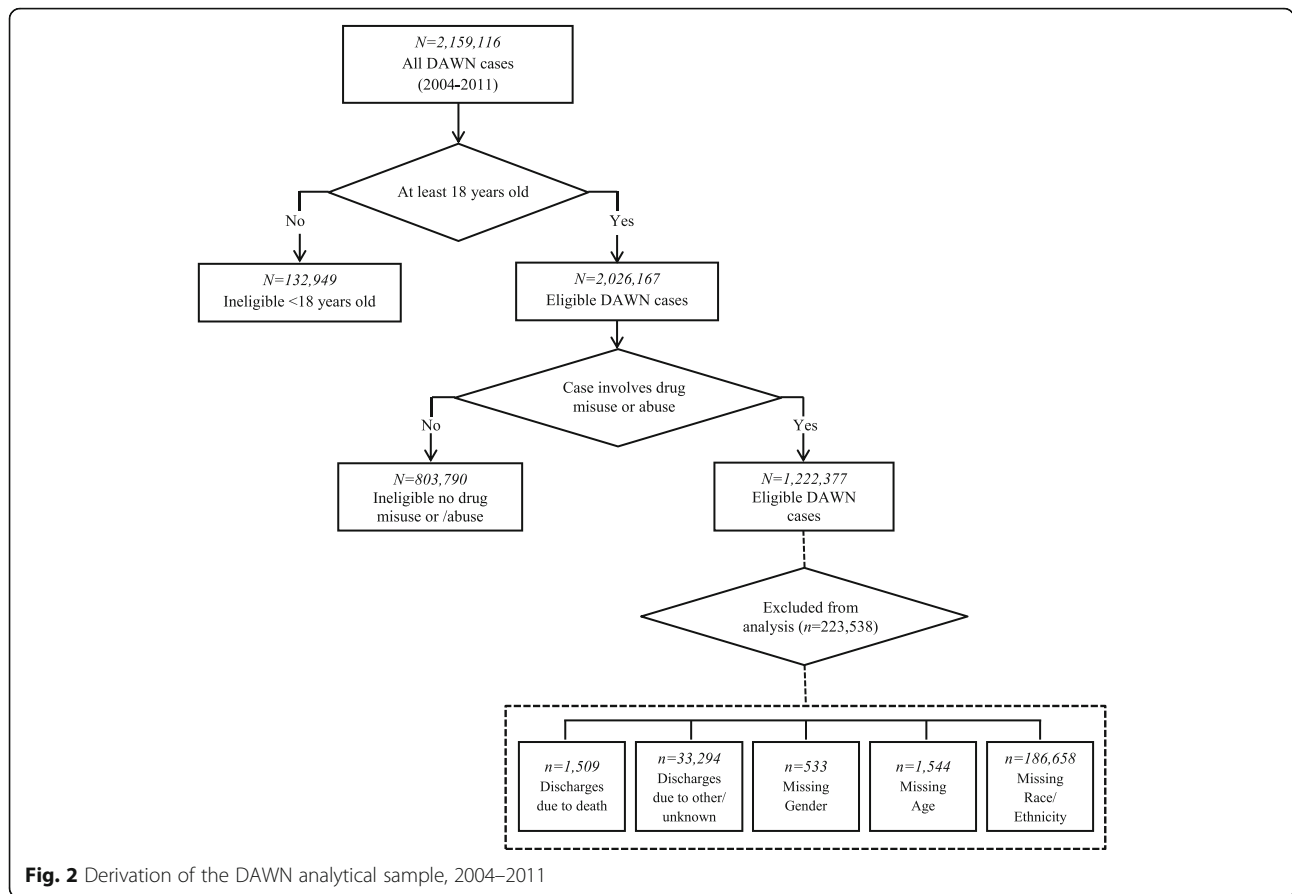 N=2,159,116
All DAWN cases
(2004-2011)
At least 18 years old
No
Yes
N=132,949
Ineligible <18 years old
N=2,026,167
Eligible DAWN cases
Case involves drug
misuse or abuse
No
Yes
N=803,790
Ineligible no drug
misuse or /abuse
N=1,222,377
Eligible DAWN
cases
Excluded from
analysis (n=223,538)
n=1,509
Discharges
due to death
n=33,294
Discharges
due to other/
unknown
n=533
Missing
Gender
n=1,544
Missing
Age
n=186,658
Missing
Race/
Ethnicity
Fig. 2 Derivation of the DAWN analytical sample, 2004–2011